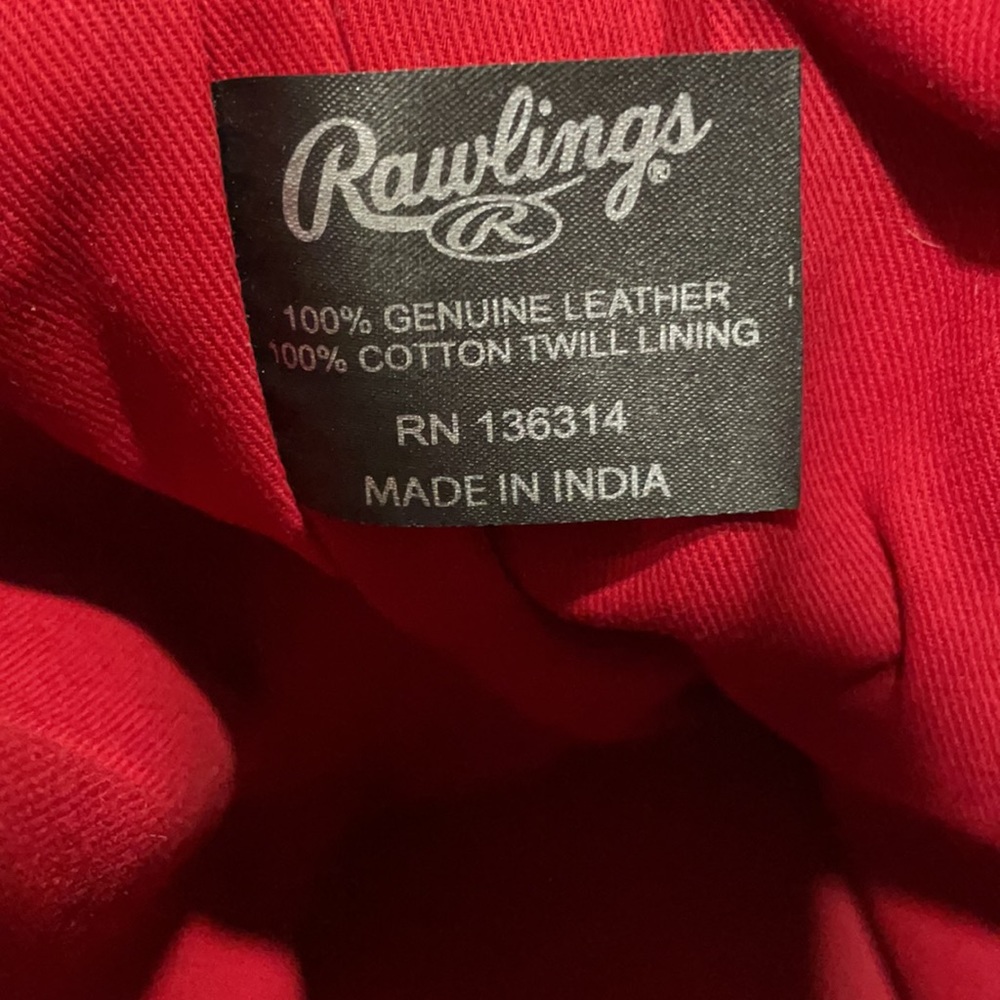 Rawlings®
R
100% GENUINE LEATHER
100% COTTON TWILL LINING
RN 136314
MADE IN INDIA